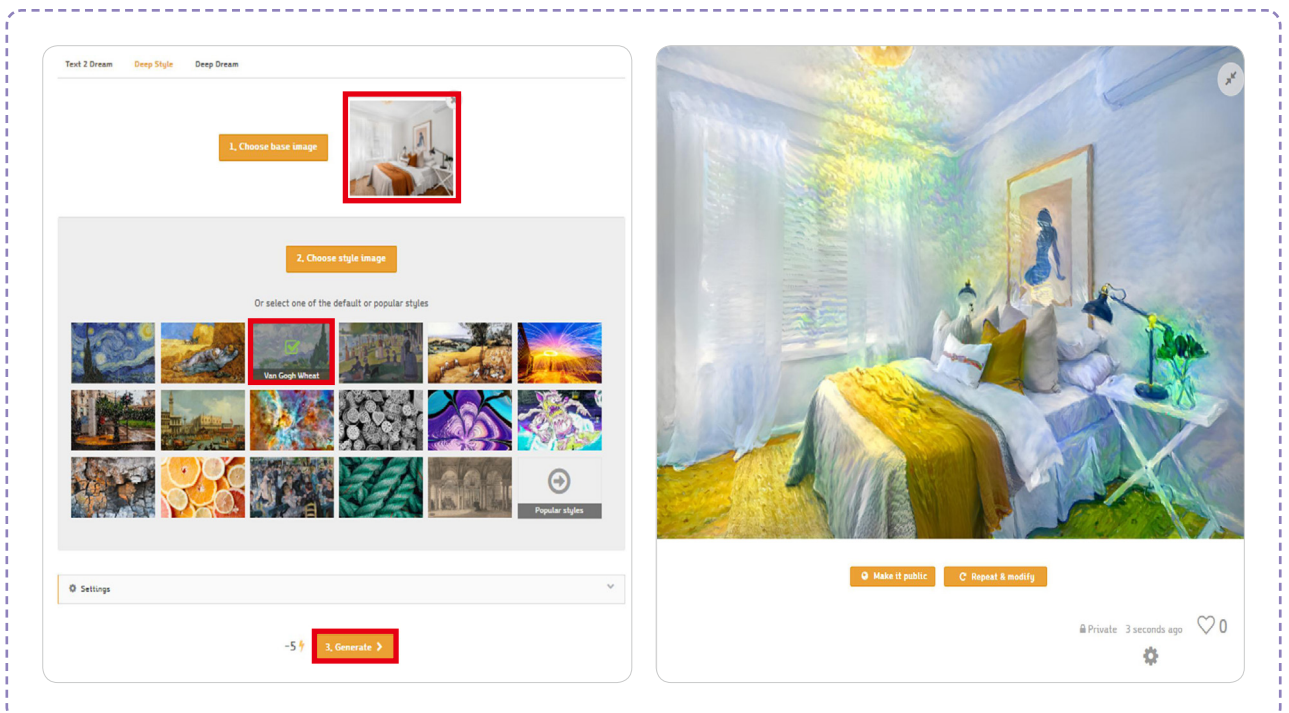 Text 2 Dream Deep Style Deep Dream
1, Choose base image
2, Choose style image
Or select one of the default or popular styles
Van Gogh Wheat
Popular styles
Settings
-5 3, Generate
Make it public Repeat & modify
Private 3 seconds ago 0